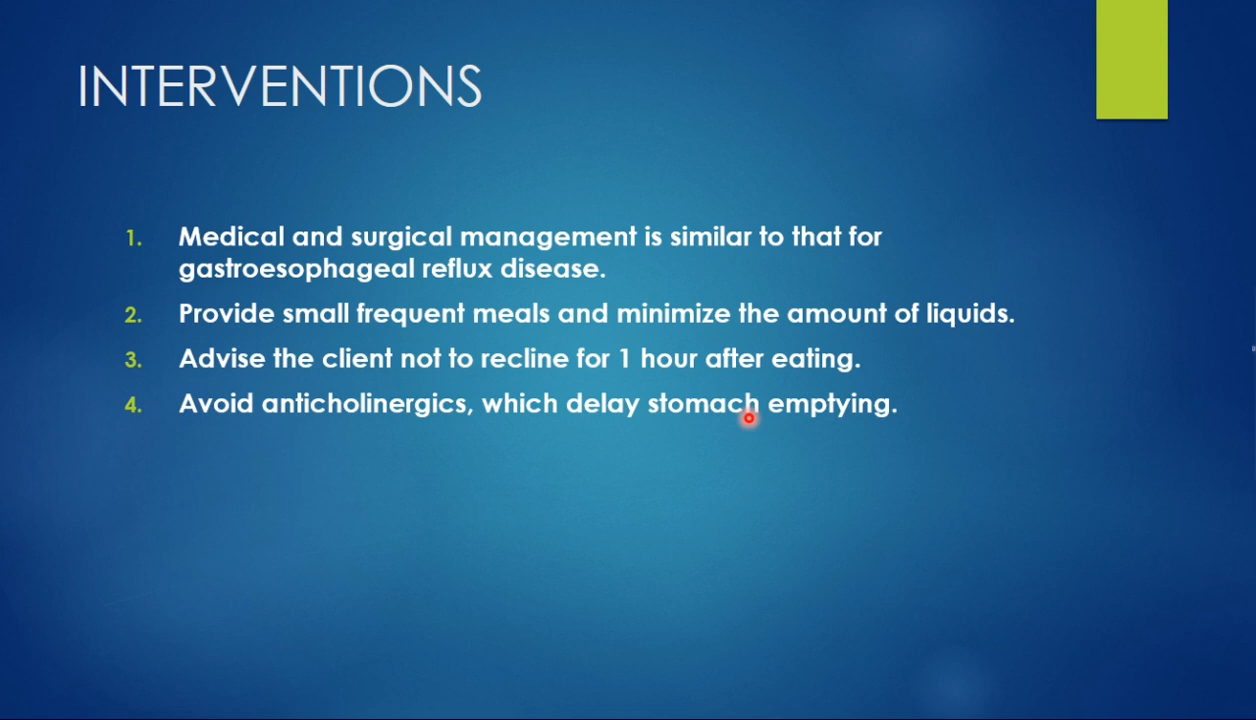 INTERVENTIONS
1. Medical and surgical management is similar to that for
gastroesophageal reflux disease.
2. Provide small frequent meals and minimize the amount of liquids.
3. Advise the client not to recline for 1 hour after eating.
4. Avoid anticholinergics, which delay stomach emptying.